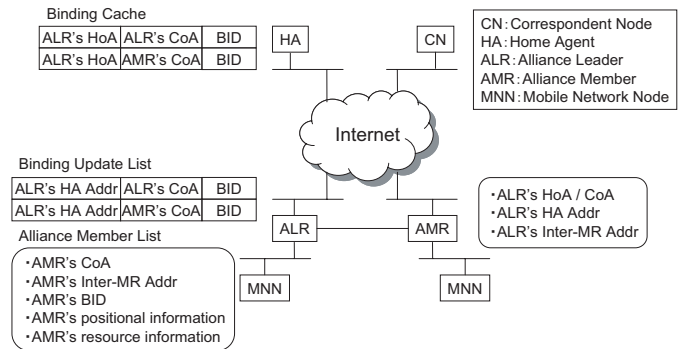 Binding Cache
ALR's HoA ALR's CoA BID
ALR's HoA AMR's CoA BID
HA
CN
CN:Correspondent Node
HA:Home Agent
ALR:Alliance Leader
AMR:Alliance Member
MNN:Mobile Network Node
Internet
Binding Update List
ALR's HA Addr ALR's CoA BID
ALR's HA Addr AMR's CoA BID
ALR
AMR
・ALR's HoA / CoA
・ALR's HA Addr
・ALR's Inter-MR Addr
Alliance Member List
・AMR's CoA
・AMR's Inter-MR Addr
・AMR's BID
・AMR's positional information
・AMR's resource information
MNN
MNN